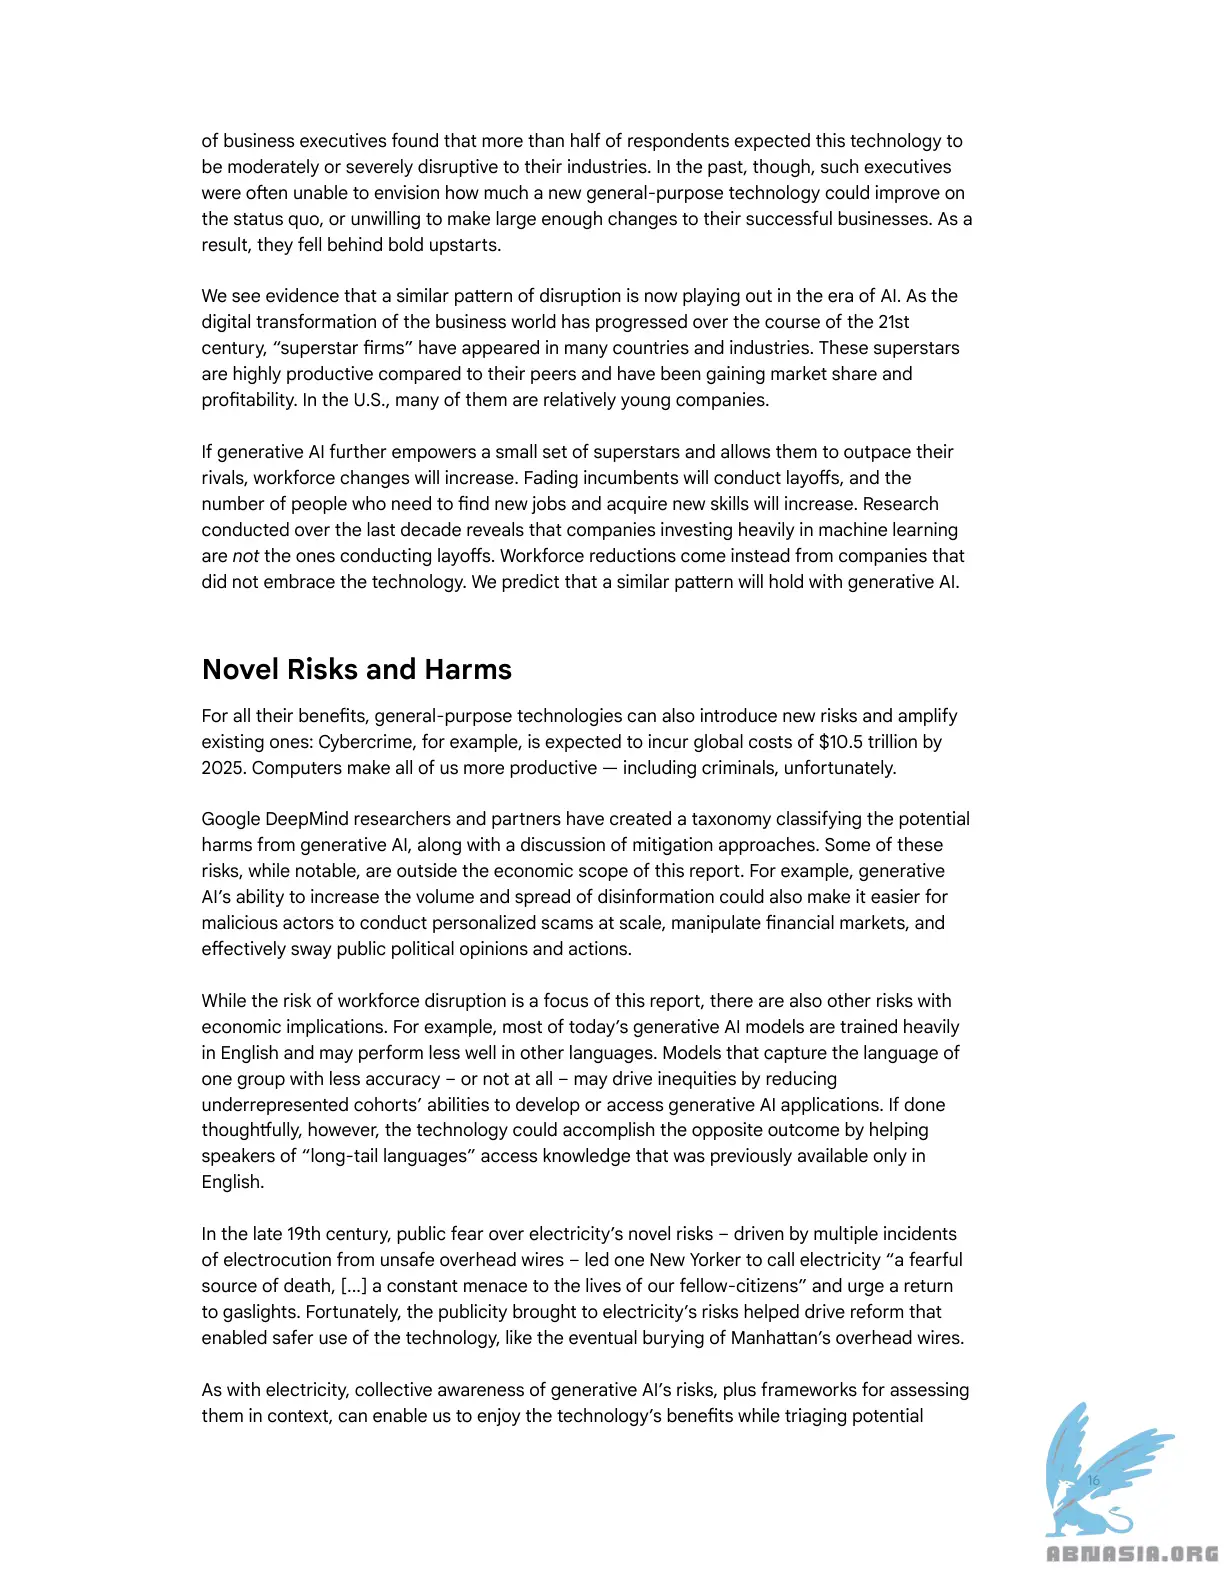 of business executives found that more than half of respondents expected this technology to
be moderately or severely disruptive to their industries. In the past, though, such executives
were often unable to envision how much a new general-purpose technology could improve on
the status quo, or unwilling to make large enough changes to their successful businesses. As a
result, they fell behind bold upstarts.
We see evidence that a similar pattern of disruption is now playing out in the era of AI. As the
digital transformation of the business world has progressed over the course of the 21st
century, “superstar firms” have appeared in many countries and industries. These superstars
are highly productive compared to their peers and have been gaining market share and
profitability. In the U.S., many of them are relatively young companies.
If generative AI further empowers a small set of superstars and allows them to outpace their
rivals, workforce changes will increase. Fading incumbents will conduct layoffs, and the
number of people who need to find new jobs and acquire new skills will increase. Research
conducted over the last decade reveals that companies investing heavily in machine learning
are not the ones conducting layoffs. Workforce reductions come instead from companies that
did not embrace the technology. We predict that a similar pattern will hold with generative AI.
Novel Risks and Harms
For all their benefits, general-purpose technologies can also introduce new risks and amplify
existing ones: Cybercrime, for example, is expected to incur global costs of $10.5 trillion by
2025. Computers make all of us more productive — including criminals, unfortunately.
Google DeepMind researchers and partners have created a taxonomy classifying the potential
harms from generative AI, along with a discussion of mitigation approaches. Some of these
risks, while notable, are outside the economic scope of this report. For example, generative
AI’s ability to increase the volume and spread of disinformation could also make it easier for
malicious actors to conduct personalized scams at scale, manipulate financial markets, and
effectively sway public political opinions and actions.
While the risk of workforce disruption is a focus of this report, there are also other risks with
economic implications. For example, most of today’s generative AI models are trained heavily
in English and may perform less well in other languages. Models that capture the language of
one group with less accuracy – or not at all – may drive inequities by reducing
underrepresented cohorts’ abilities to develop or access generative AI applications. If done
thoughtfully, however, the technology could accomplish the opposite outcome by helping
speakers of “long-tail languages” access knowledge that was previously available only in
English.
In the late 19th century, public fear over electricity’s novel risks – driven by multiple incidents
of electrocution from unsafe overhead wires – led one New Yorker to call electricity “a fearful
source of death, [...] a constant menace to the lives of our fellow-citizens” and urge a return
to gaslights. Fortunately, the publicity brought to electricity’s risks helped drive reform that
enabled safer use of the technology, like the eventual burying of Manhattan’s overhead wires.
As with electricity, collective awareness of generative AI’s risks, plus frameworks for assessing
them in context, can enable us to enjoy the technology’s benefits while triaging potential
16
ABNASIA.ORG